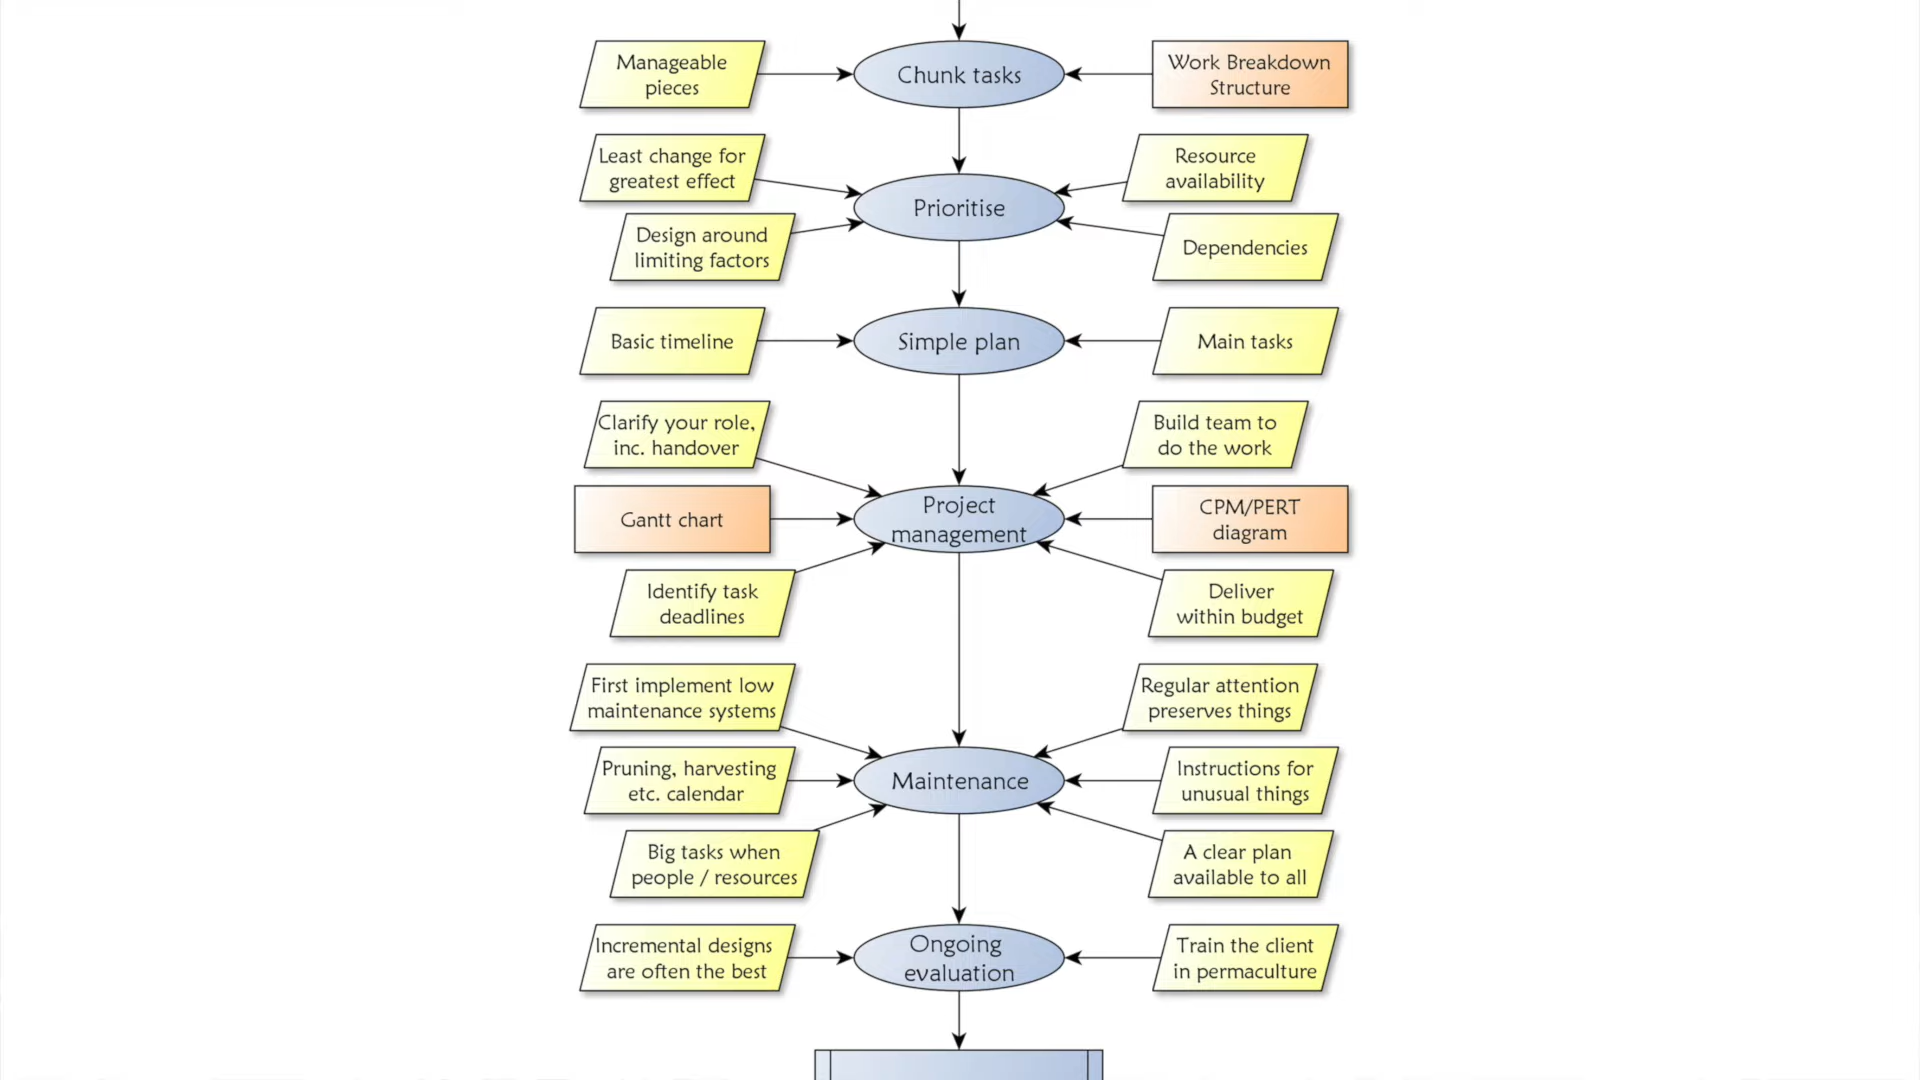 Manageable
pieces
Chunk tasks
Work Breakdown
Structure
Least change for
greatest effect
Resource
availability
Prioritise
Design around
limiting factors
Dependencies
Basic timeline
Simple plan
Main tasks
Clarify your role,
inc. handover
Build team to
do the work
Gantt chart
Project
management
CPM/PERT
diagram
Identify task
deadlines
Deliver
within budget
First implement low
maintenance systems
Regular attention
preserves things
Pruning, harvesting
etc. calendar
Maintenance
Instructions for
unusual things
Big tasks when
people / resources
A clear plan
available to all
Incremental designs
are often the best
Ongoing
evaluation
Train the client
in permaculture